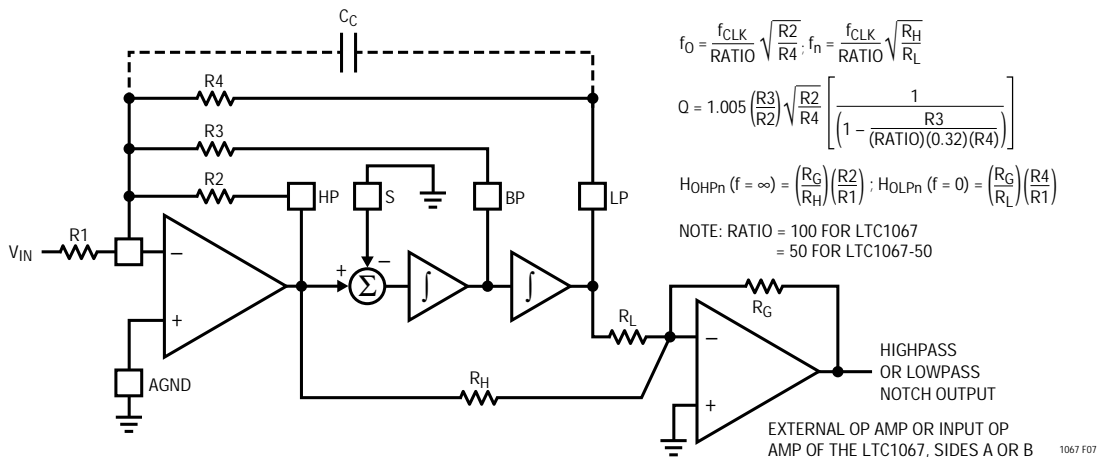 C_C
R4
R3
R2
HP
S
BP
LP
R1
V_IN
−
+
+
−
Σ
∫
∫
AGND
R_L
R_H
R_G
−
+
HIGHPASS
OR LOWPASS
NOTCH OUTPUT
EXTERNAL OP AMP OR INPUT OP
AMP OF THE LTC1067, SIDES A OR B
f_O = f_CLK/RATIO √(R2/R4) ; f_n = f_CLK/RATIO √(R_H/R_L)
Q = 1.005 (R3/R2) √(R2/R4) [1/(1 − R3/((RATIO)(0.32)(R4)))]
H_OHPn (f = ∞) = (R_G/R_H)(R2/R1) ; H_OLPn (f = 0) = (R_G/R_L)(R4/R1)
NOTE: RATIO = 100 FOR LTC1067
= 50 FOR LTC1067-50
1067 F07